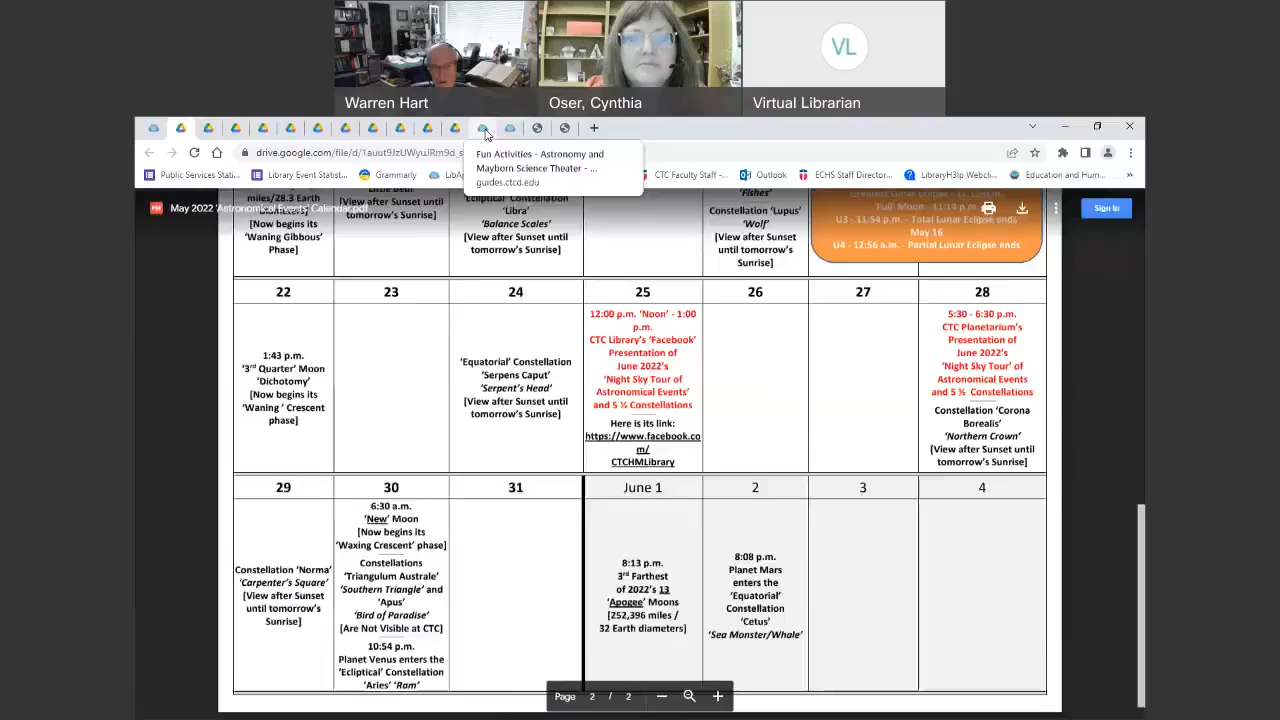 VL
Warren Hart
Oser, Cynthia
Virtual Librarian
Fun Activities - Astronomy and
Mayborn Science Theater - ...
guides.ctcd.edu
drive.google.com/file/d/1auut9JzUWyωJRm9d_s
Public Services Stati...
Library Event Statist...
Grammarly
LibA
CTC Faculty Staff -...
Outlook
ECHS Staff Director...
LibraryH3lp Webcli...
Education and Hum...
May 2022 'Astronomical Events' Calendar.pdf
Sign In
miles/28.3 Earth
[Now begins its
'Waning Gibbous'
Phase]
'Little Bear'
[View after Sunset until
tomorrow's Sunrise]
'Ecliptical' Constellation
'Libra'
'Balance Scales'
[View after Sunset until
tomorrow's Sunrise]
'Fishes'
Constellation 'Lupus'
'Wolf'
[View after Sunset
until tomorrow's
Sunrise]
'Full' Moon - 11:14 p.m.
U3 - 11:54 p.m. - Total Lunar Eclipse ends
May 16
U4 - 12:56 a.m. - Partial Lunar Eclipse ends
22
23
24
25
26
27
28
1:43 p.m.
'3rd Quarter' Moon
'Dichotomy'
[Now begins its
'Waning ' Crescent
phase]
'Equatorial' Constellation
'Serpens Caput'
'Serpent's Head'
[View after Sunset until
tomorrow's Sunrise]
12:00 p.m. 'Noon' - 1:00
p.m.
CTC Library's 'Facebook'
Presentation of
June 2022's
'Night Sky Tour of
Astronomical Events'
and 5 ½ Constellations
Here is its link:
https://www.facebook.co
m/
CTCHMLibrary
5:30 - 6:30 p.m.
CTC Planetarium's
Presentation of
June 2022's
'Night Sky Tour' of
Astronomical Events
and 5 ½ Constellations
Constellation 'Corona
Borealis'
'Northern Crown'
[View after Sunset until
tomorrow's Sunrise]
29
30
31
June 1
2
3
4
Constellation 'Norma'
'Carpenter's Square'
[View after Sunset
until tomorrow's
Sunrise]
6:30 a.m.
'New' Moon
[Now begins its
'Waxing Crescent' phase]
Constellations
'Triangulum Australe'
'Southern Triangle' and
'Apus'
'Bird of Paradise'
[Are Not Visible at CTC]
10:54 p.m.
Planet Venus enters the
'Ecliptical' Constellation
'Aries' 'Ram'
8:13 p.m.
3rd Farthest
of 2022's 13
'Apogee' Moons
[252,396 miles /
32 Earth diameters]
8:08 p.m.
Planet Mars
enters the
'Equatorial'
Constellation
'Cetus'
'Sea Monster/Whale'
Page 2 / 2